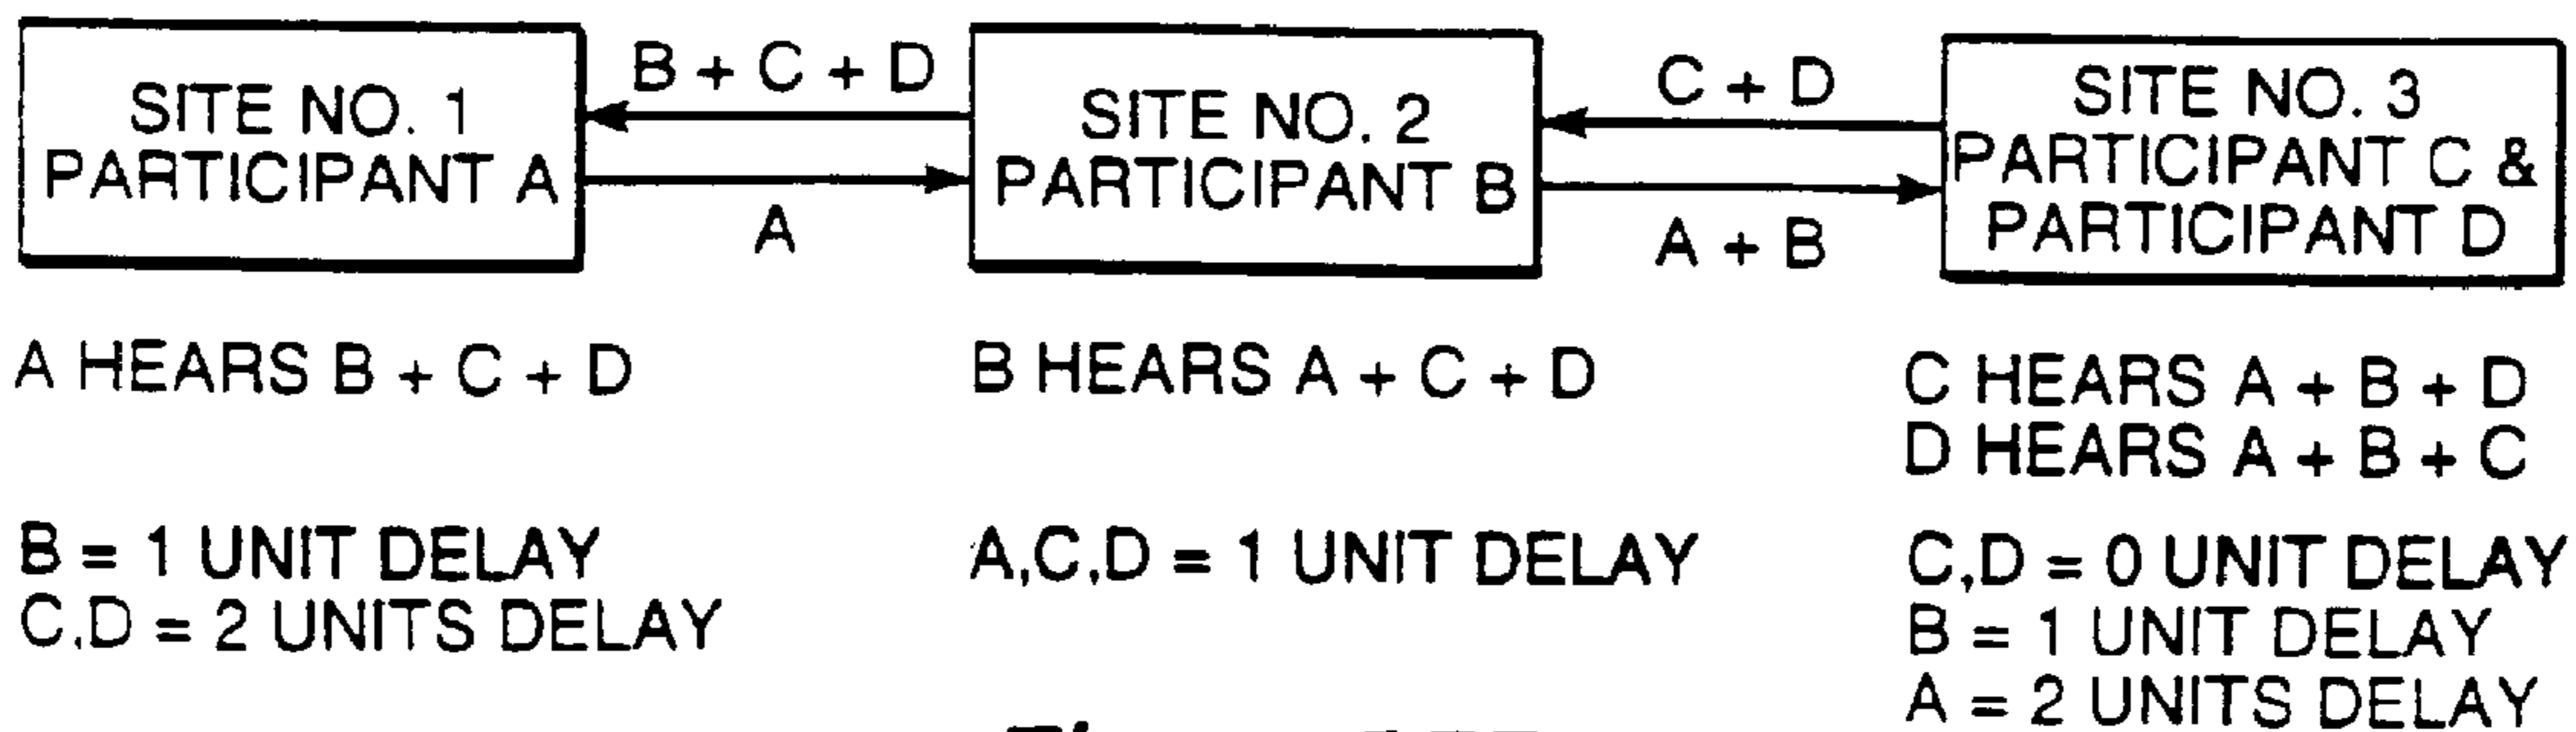 SITE NO. 1
PARTICIPANT A
B + C + D
A
SITE NO. 2
PARTICIPANT B
C + D
A + B
SITE NO. 3
PARTICIPANT C &
PARTICIPANT D
A HEARS B + C + D
B HEARS A + C + D
C HEARS A + B + D
D HEARS A + B + C
B = 1 UNIT DELAY
C,D = 2 UNITS DELAY
A,C,D = 1 UNIT DELAY
C,D = 0 UNIT DELAY
B = 1 UNIT DELAY
A = 2 UNITS DELAY